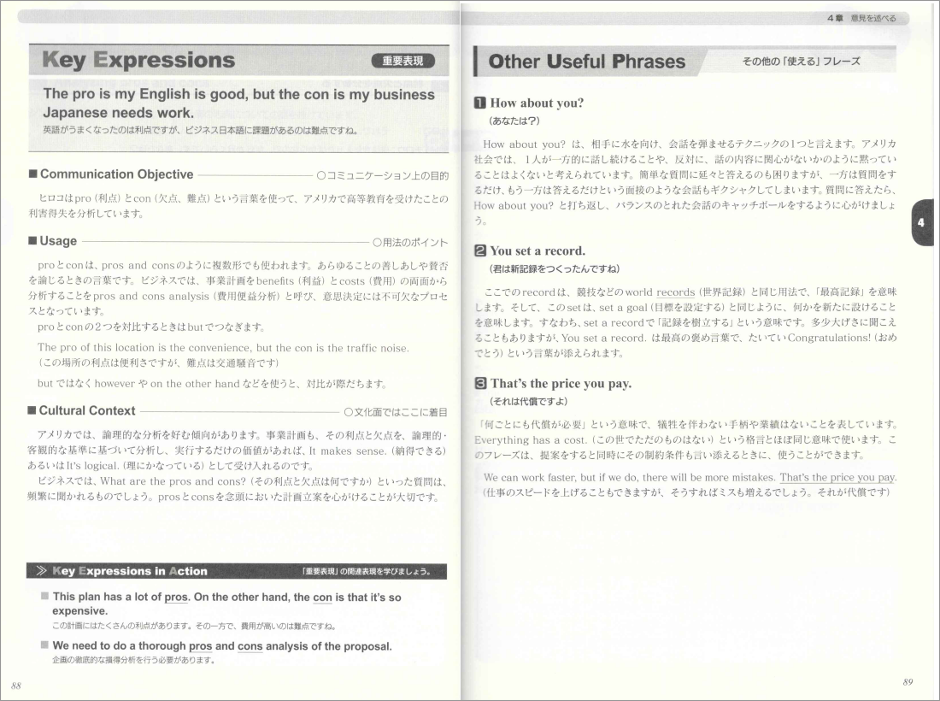 Key Expressions 重要表現
The pro is my English is good, but the con is my business
Japanese needs work.
英語がうまくなったのは利点ですが、ビジネス日本語に課題があるのは難点ですね。
■ Communication Objective ○コミュニケーション上の目的
ヒロコはpro（利点）とcon（欠点、難点）という言葉を使って、アメリカで高等教育を受けたことの
利害得失を分析しています。
■ Usage ○用法のポイント
proとconは、pros and consのように複数形でも使われます。あらゆることの善しあしや賛否
を論じるときの言葉です。ビジネスでは、事業計画をbenefits（利益）とcosts（費用）の両面から
分析することをpros and cons analysis（費用便益分析）と呼び、意思決定には不可欠なプロセ
スとなっています。
proとconの2つを対比するときはbutでつなぎます。
The pro of this location is the convenience, but the con is the traffic noise.
（この場所の利点は便利さですが、難点は交通騒音です）
but ではなく however や on the other hand などを使うと、対比が際だちます。
■ Cultural Context ○文化面ではここに着目
アメリカでは、論理的な分析を好む傾向があります。事業計画も、その利点と欠点を、論理的・
客観的な基準に基づいて分析し、実行するだけの価値があれば、It makes sense.（納得できる）
あるいはIt's logical.（理にかなっている）として受け入れるのです。
ビジネスでは、What are the pros and cons?（その利点と欠点は何ですか）といった質問は、
頻繁に聞かれるものでしょう。prosとconsを念頭においた計画立案を心がけることが大切です。
≫ Key Expressions in Action 「重要表現」の関連表現を学びましょう。
■ This plan has a lot of pros. On the other hand, the con is that it's so
expensive.
この計画にはたくさんの利点があります。その一方で、費用が高いのは難点ですね。
■ We need to do a thorough pros and cons analysis of the proposal.
企画の徹底的な損得分析を行う必要があります。
88
4章 意見を述べる
Other Useful Phrases その他の「使える」フレーズ
1 How about you?
（あなたは？）
How about you? は、相手に水を向け、会話を弾ませるテクニックの1つと言えます。アメリカ
社会では、1人が一方的に話し続けることや、反対に、話の内容に関心がないかのように黙ってい
ることはよくないと考えられています。簡単な質問に延々と答えるのも困りますが、一方は質問をす
るだけ、もう一方は答えるだけという面接のような会話もギクシャクしてしまいます。質問に答えたら、
How about you? と打ち返し、バランスのとれた会話のキャッチボールをするように心がけましょ
う。
4
2 You set a record.
（君は新記録をつくったんですね）
ここでのrecordは、競技などのworld records（世界記録）と同じ用法で、「最高記録」を意味
します。そして、このsetは、set a goal（目標を設定する）と同じように、何かを新たに設けること
を意味します。すなわち、set a recordで「記録を樹立する」という意味です。多少大げさに聞こえ
ることもありますが、You set a record. は最高の褒め言葉で、たいていCongratulations!（おめ
でとう）という言葉が添えられます。
3 That's the price you pay.
（それは代償ですよ）
「何ごとにも代償が必要」という意味で、犠牲を伴わない手柄や業績はないことを表しています。
Everything has a cost.（この世でただのものはない）という格言とほぼ同じ意味で使います。こ
のフレーズは、提案をすると同時にその制約条件も言い添えるときに、使うことができます。
We can work faster, but if we do, there will be more mistakes. That's the price you pay.
（仕事のスピードを上げることもできますが、そうすればミスも増えるでしょう。それが代償です）
89